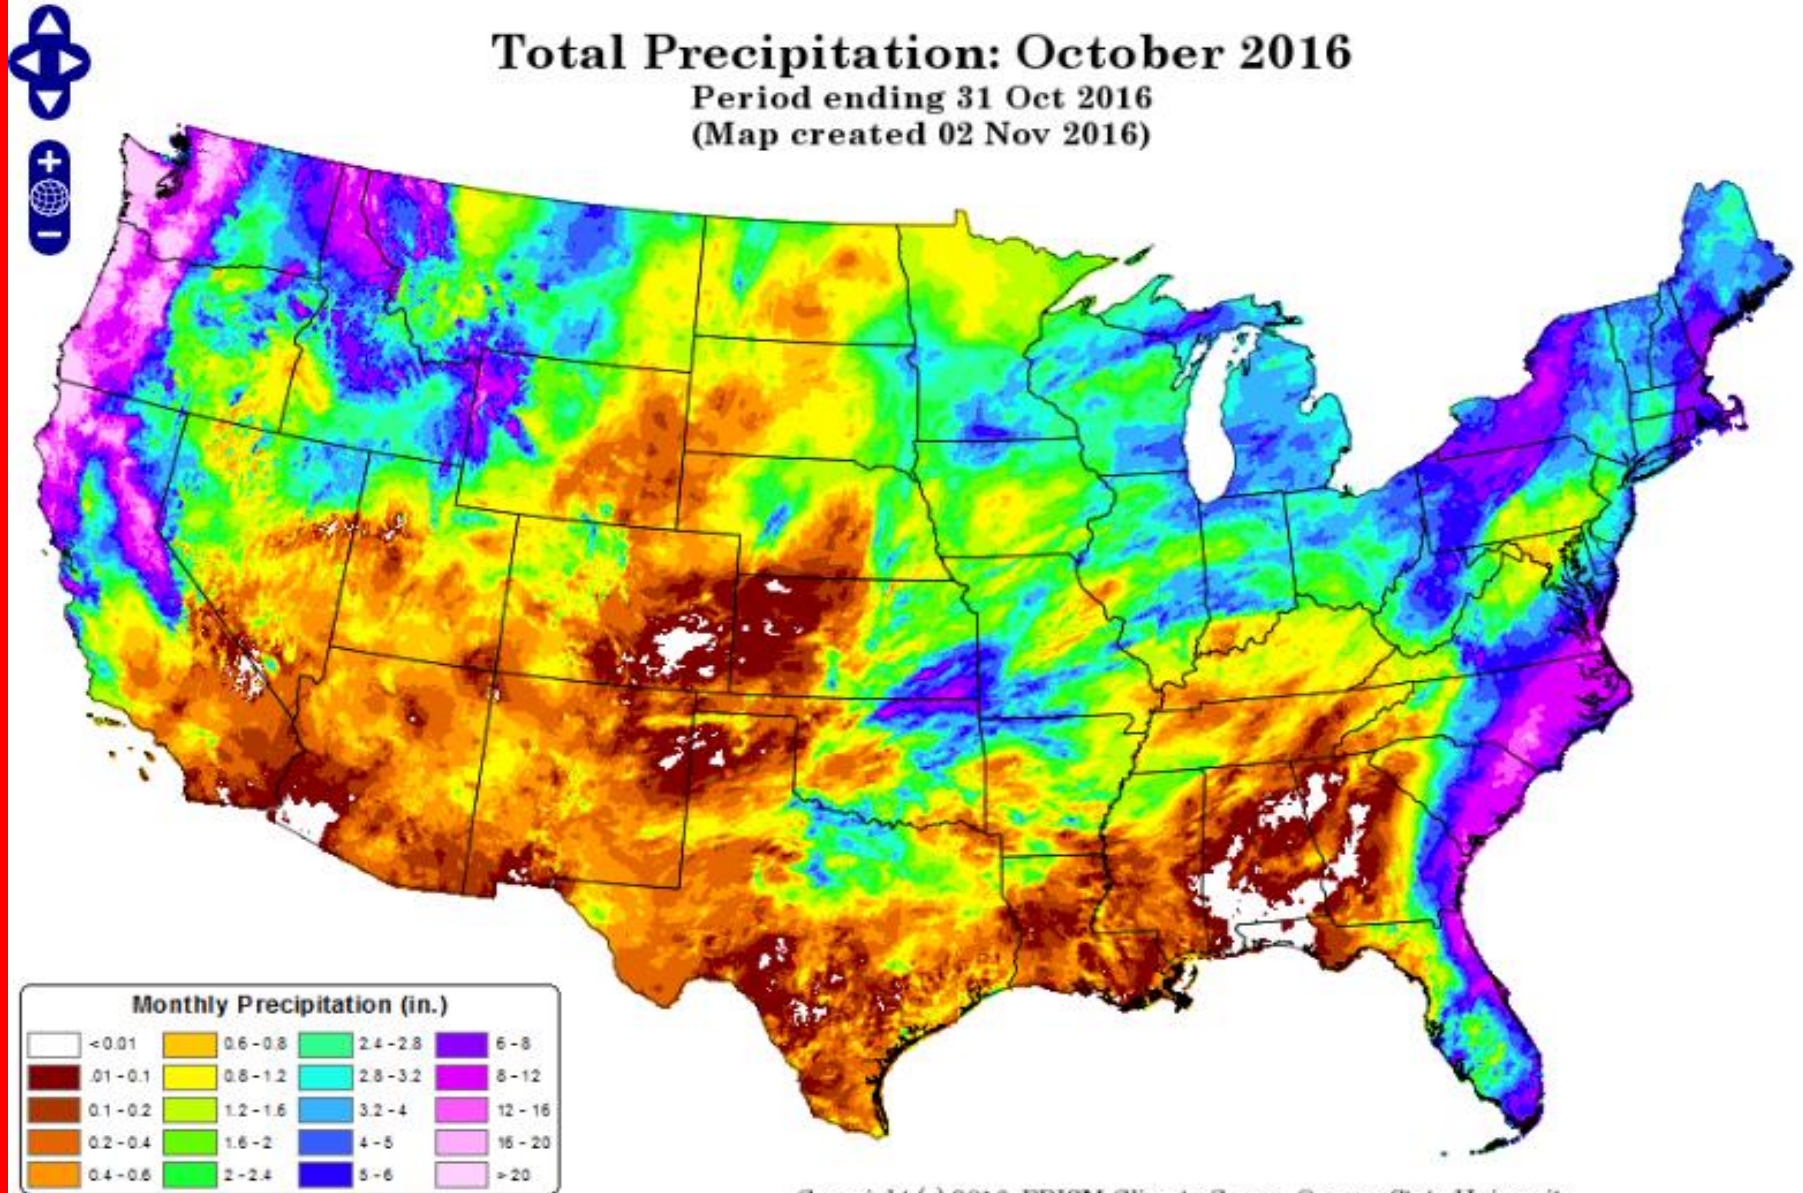 Total Precipitation: October 2016
Period ending 31 Oct 2016
(Map created 02 Nov 2016)
Monthly Precipitation (in.)
<0.01
.01 - 0.1
0.1 - 0.2
0.2 - 0.4
0.4 - 0.6
0.6 - 0.8
0.8 - 1.2
1.2 - 1.6
1.6 - 2
2 - 2.4
2.4 - 2.8
2.8 - 3.2
3.2 - 4
4 - 5
5 - 6
6 - 8
8 - 12
12 - 16
16 - 20
>20